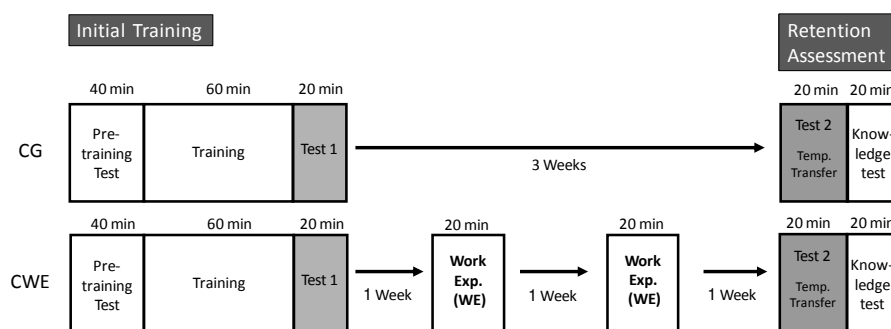 Initial Training
Retention
Assessment
40 min
60 min
20 min
20 min
20 min
CG
Pre-
training
Test
Training
Test 1
3 Weeks
Test 2
Temp.
Transfer
Know-
ledge
test
40 min
60 min
20 min
20 min
20 min
20 min
20 min
CWE
Pre-
training
Test
Training
Test 1
1 Week
Work
Exp.
(WE)
1 Week
Work
Exp.
(WE)
1 Week
Test 2
Temp.
Transfer
Know-
ledge
test